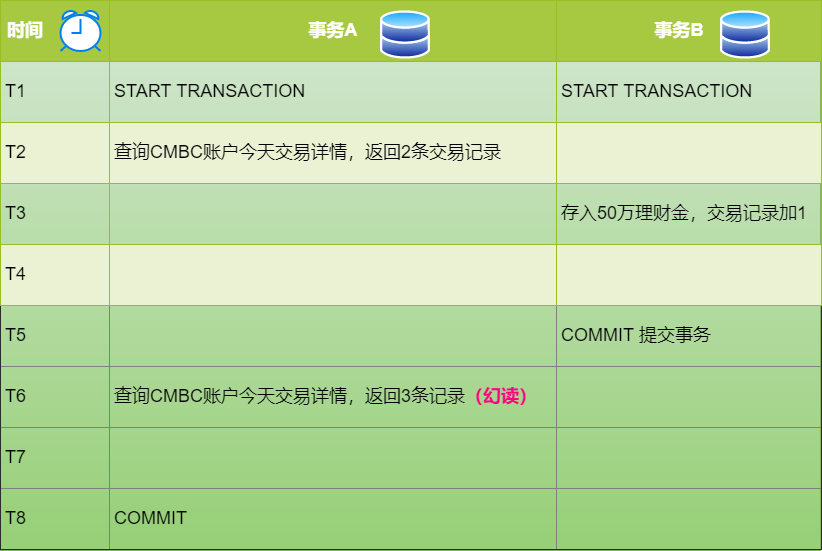 时间 事务A 事务B
T1 START TRANSACTION START TRANSACTION
T2 查询CMBC账户今天交易详情，返回2条交易记录
T3 存入50万理财金，交易记录加1
T4
T5 COMMIT 提交事务
T6 查询CMBC账户今天交易详情，返回3条记录（幻读）
T7
T8 COMMIT